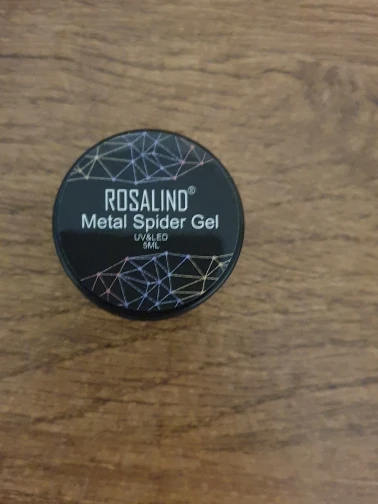 ROSALIND®
Metal Spider Gel
UV&LED
5ML